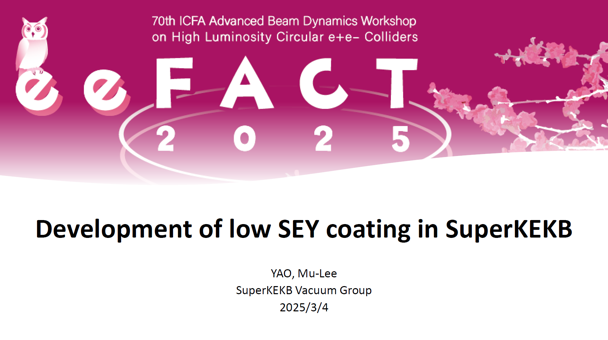 70th ICFA Advanced Beam Dynamics Workshop
on High Luminosity Circular e+e− Colliders
eeFACT
2025
Development of low SEY coating in SuperKEKB
YAO, Mu-Lee
SuperKEKB Vacuum Group
2025/3/4